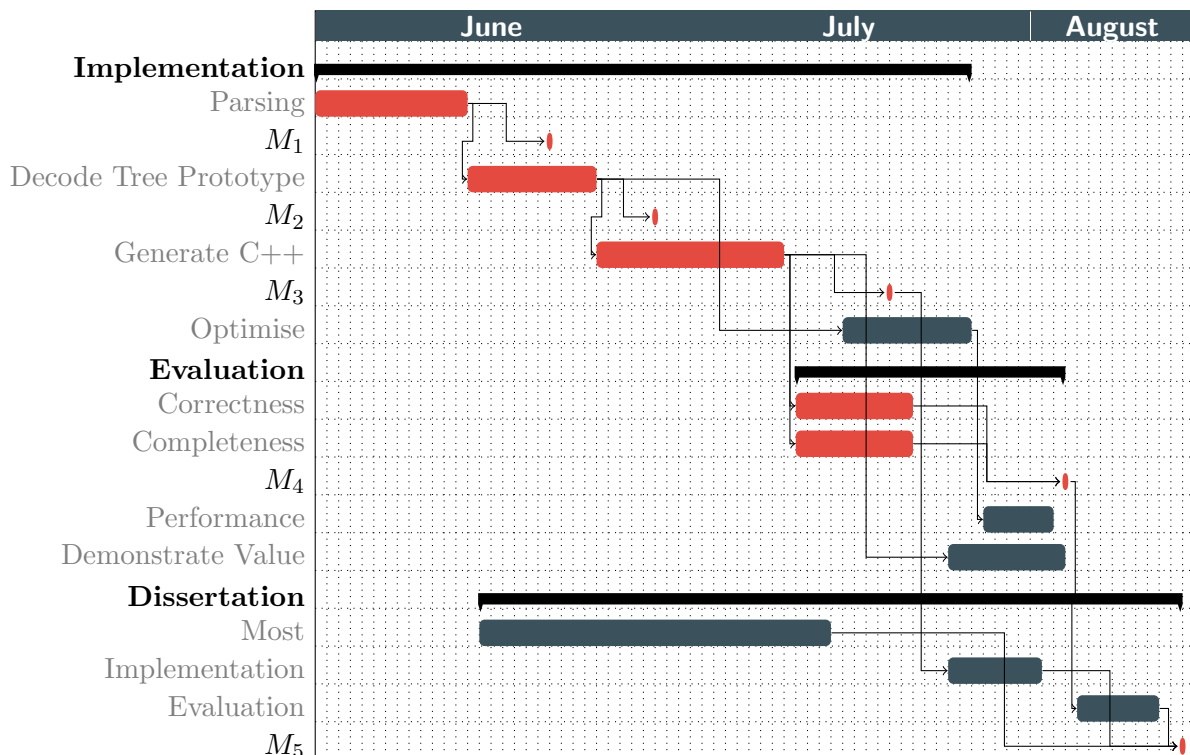 June July August
Implementation
Parsing
M₁
Decode Tree Prototype
M₂
Generate C++
M₃
Optimise
Evaluation
Correctness
Completeness
M₄
Performance
Demonstrate Value
Dissertation
Most
Implementation
Evaluation
M₅